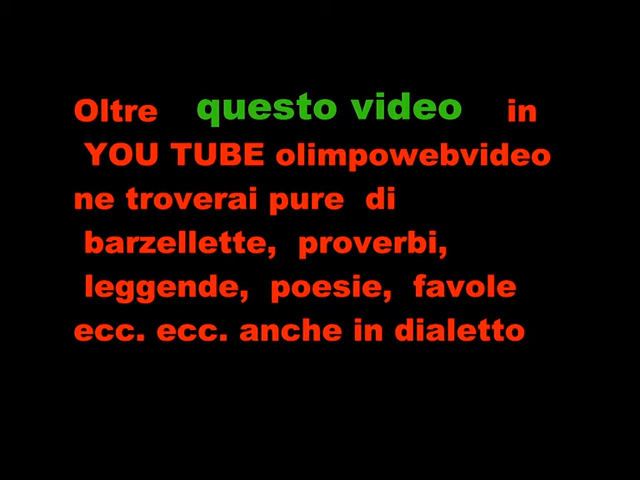 Oltre questo video in
YOU TUBE olimpowebvideo
ne troverai pure di
barzellette, proverbi,
leggende, poesie, favole
ecc. ecc. anche in dialetto